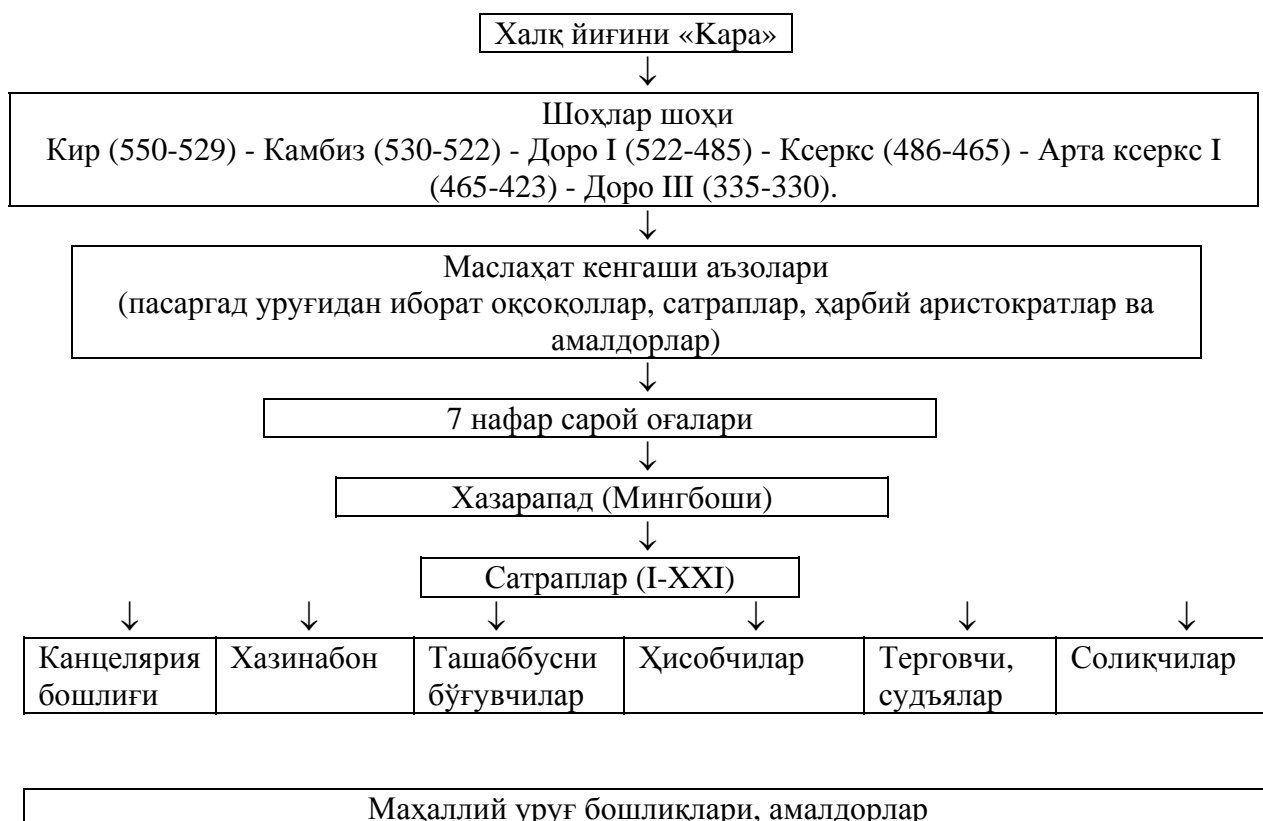 Халқ йиғини «Кара»
↓
Шоҳлар шоҳи
Кир (550-529) - Камбиз (530-522) - Доро I (522-485) - Ксеркс (486-465) - Арта ксеркс I
(465-423) - Доро III (335-330).
↓
Маслаҳат кенгаши аъзолари
(пасаргад уруғидан иборат оқсоқоллар, сатраплар, ҳарбий аристократлар ва
амалдорлар)
↓
7 нафар сарой оғалари
↓
Хазарапад (Мингбоши)
↓
Сатраплар (I-XXI)
↓ ↓ ↓ ↓ ↓ ↓
Канцелярия
бошлиғи
Хазинабон
Ташаббусни
бўғувчилар
Ҳисобчилар
Терговчи,
судъялар
Солиқчилар
Маҳаллий уруғ бошлиқлари, амалдорлар